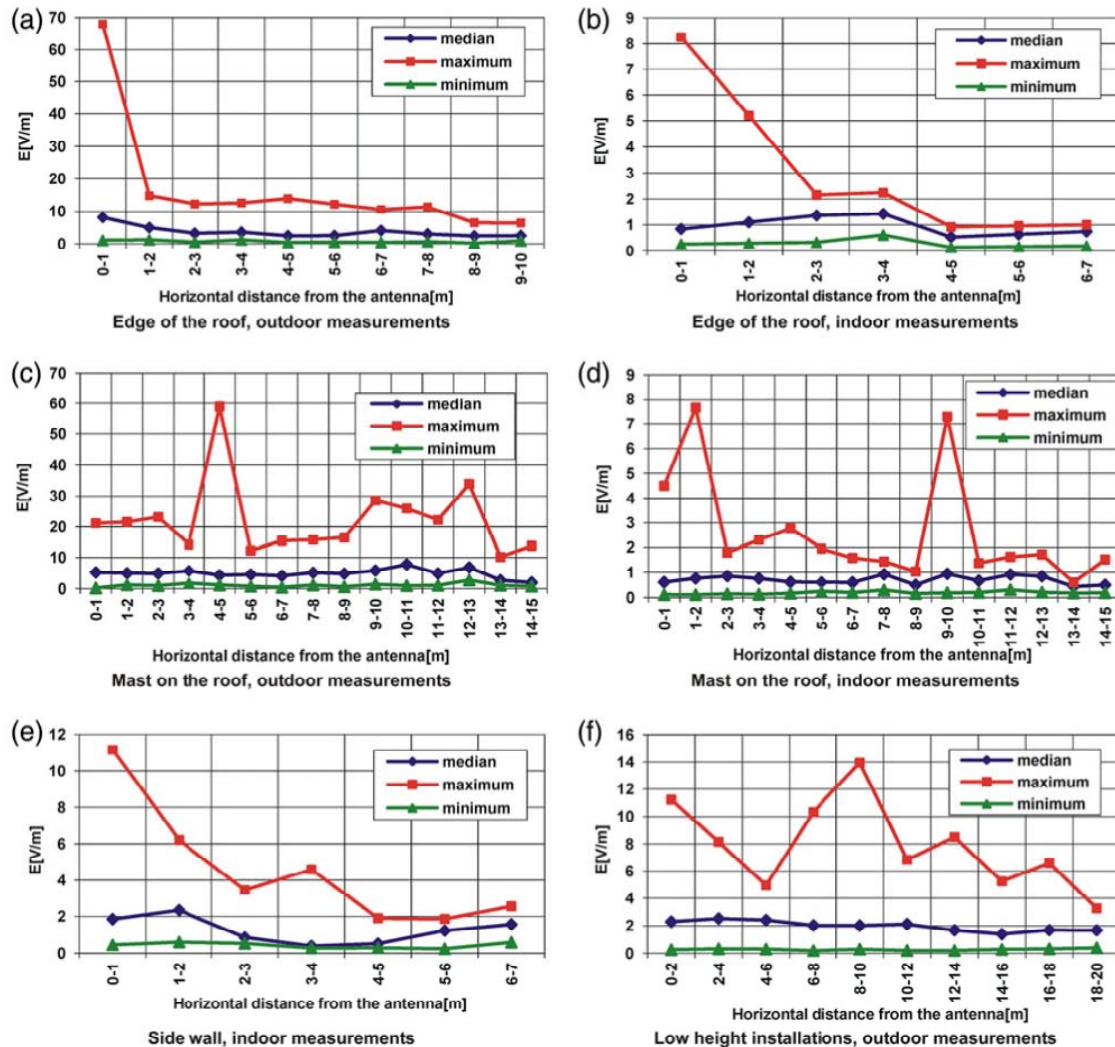 (a)
70
60
50
40
30
20
10
0
E[V/m]
median
maximum
minimum
0-1
1-2
2-3
3-4
4-5
5-6
6-7
7-8
8-9
9-10
Horizontal distance from the antenna[m]
Edge of the roof, outdoor measurements
(b)
9
8
7
6
5
4
3
2
1
0
E[V/m]
median
maximum
minimum
0-1
1-2
2-3
3-4
4-5
5-6
6-7
Horizontal distance from the antenna[m]
Edge of the roof, indoor measurements
(c)
70
60
50
40
30
20
10
0
E[V/m]
median
maximum
minimum
0-1
1-2
2-3
3-4
4-5
5-6
6-7
7-8
8-9
9-10
10-11
11-12
12-13
13-14
14-15
Horizontal distance from the antenna[m]
Mast on the roof, outdoor measurements
(d)
9
8
7
6
5
4
3
2
1
0
E[V/m]
median
maximum
minimum
0-1
1-2
2-3
3-4
4-5
5-6
6-7
7-8
8-9
9-10
10-11
11-12
12-13
13-14
14-15
Horizontal distance from the antenna[m]
Mast on the roof, indoor measurements
(e)
12
10
8
6
4
2
0
E[V/m]
median
maximum
minimum
0-1
1-2
2-3
3-4
4-5
5-6
6-7
Horizontal distance from the antenna[m]
Side wall, indoor measurements
(f)
16
14
12
10
8
6
4
2
0
E[V/m]
median
maximum
minimum
0-2
2-4
4-6
6-8
8-10
10-12
12-14
14-16
16-18
18-20
Horizontal distance from the antenna[m]
Low height installations, outdoor measurements